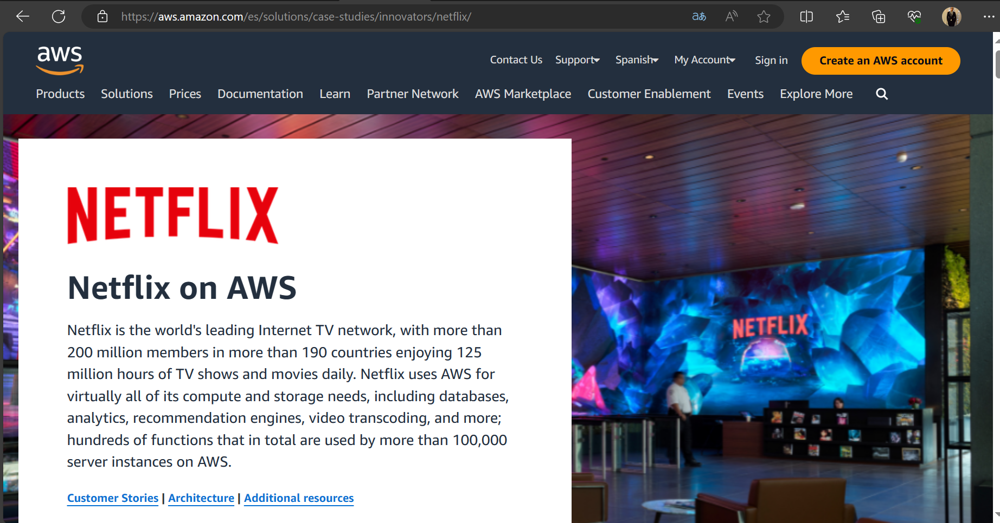 https://aws.amazon.com/es/solutions/case-studies/innovators/netflix/
aws
Contact Us Support Spanish My Account Sign in Create an AWS account
Products Solutions Prices Documentation Learn Partner Network AWS Marketplace Customer Enablement Events Explore More
NETFLIX
Netflix on AWS
Netflix is the world's leading Internet TV network, with more than
200 million members in more than 190 countries enjoying 125
million hours of TV shows and movies daily. Netflix uses AWS for
virtually all of its compute and storage needs, including databases,
analytics, recommendation engines, video transcoding, and more;
hundreds of functions that in total are used by more than 100,000
server instances on AWS.
Customer Stories | Architecture | Additional resources
NETFLIX